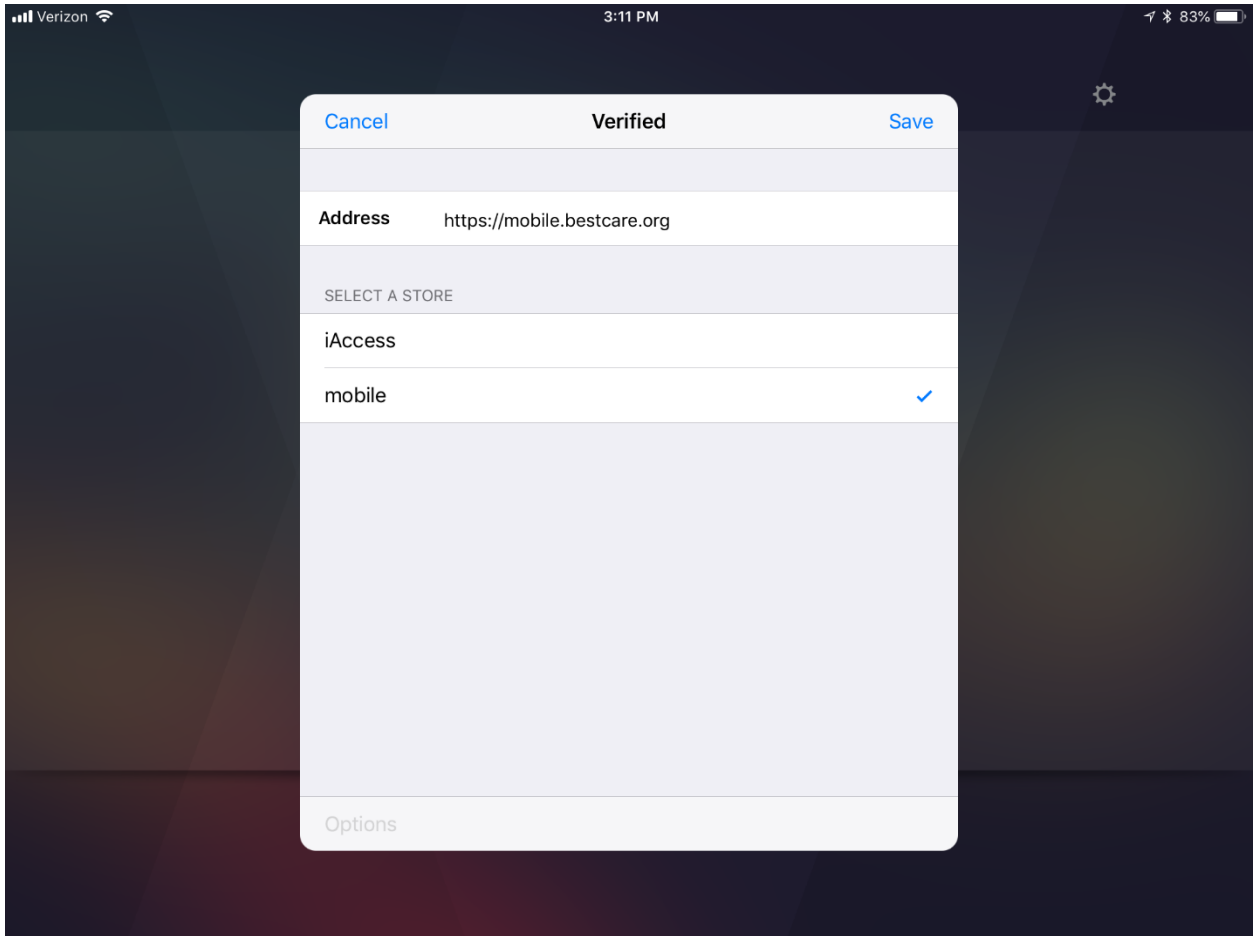 Verizon 3:11 PM 83%
Cancel Verified Save
Address https://mobile.bestcare.org
SELECT A STORE
iAccess
mobile
Options